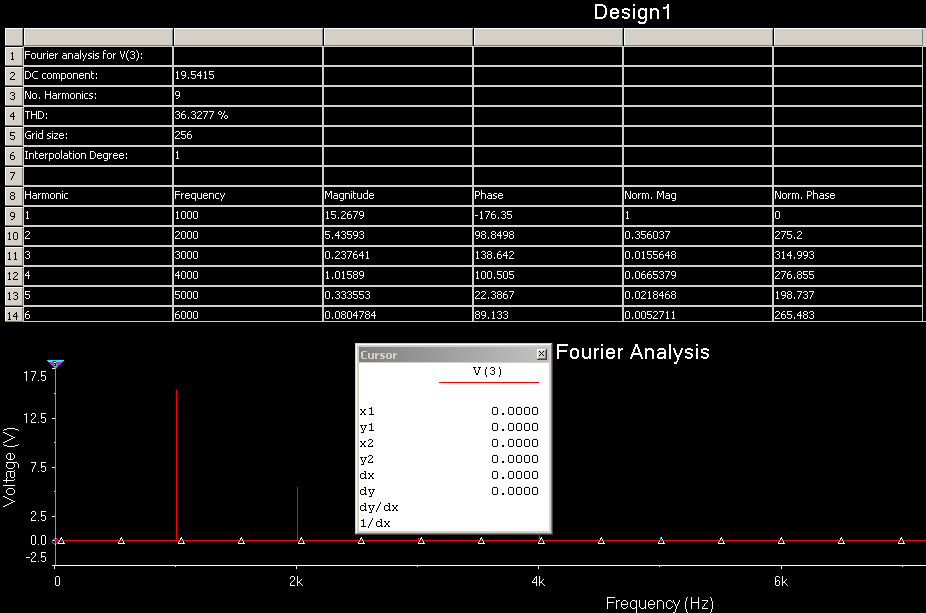 Design1
1 Fourier analysis for V(3):
2 DC component: 19.5415
3 No. Harmonics: 9
4 THD: 36.3277 %
5 Grid size: 256
6 Interpolation Degree: 1
7
8 Harmonic Frequency Magnitude Phase Norm. Mag Norm. Phase
9 1 1000 15.2679 -176.35 1 0
10 2 2000 5.43593 98.8498 0.356037 275.2
11 3 3000 0.237641 138.642 0.0155648 314.993
12 4 4000 1.01589 100.505 0.0665379 276.855
13 5 5000 0.333553 22.3867 0.0218468 198.737
14 6 6000 0.0804784 89.133 0.0052711 265.483
Fourier Analysis
Cursor
V(3)
x1 0.0000
y1 0.0000
x2 0.0000
y2 0.0000
dx 0.0000
dy 0.0000
dy/dx
1/dx
Voltage (V)
17.5
12.5
7.5
2.5
0.0
-2.5
0 2k 4k 6k
Frequency (Hz)